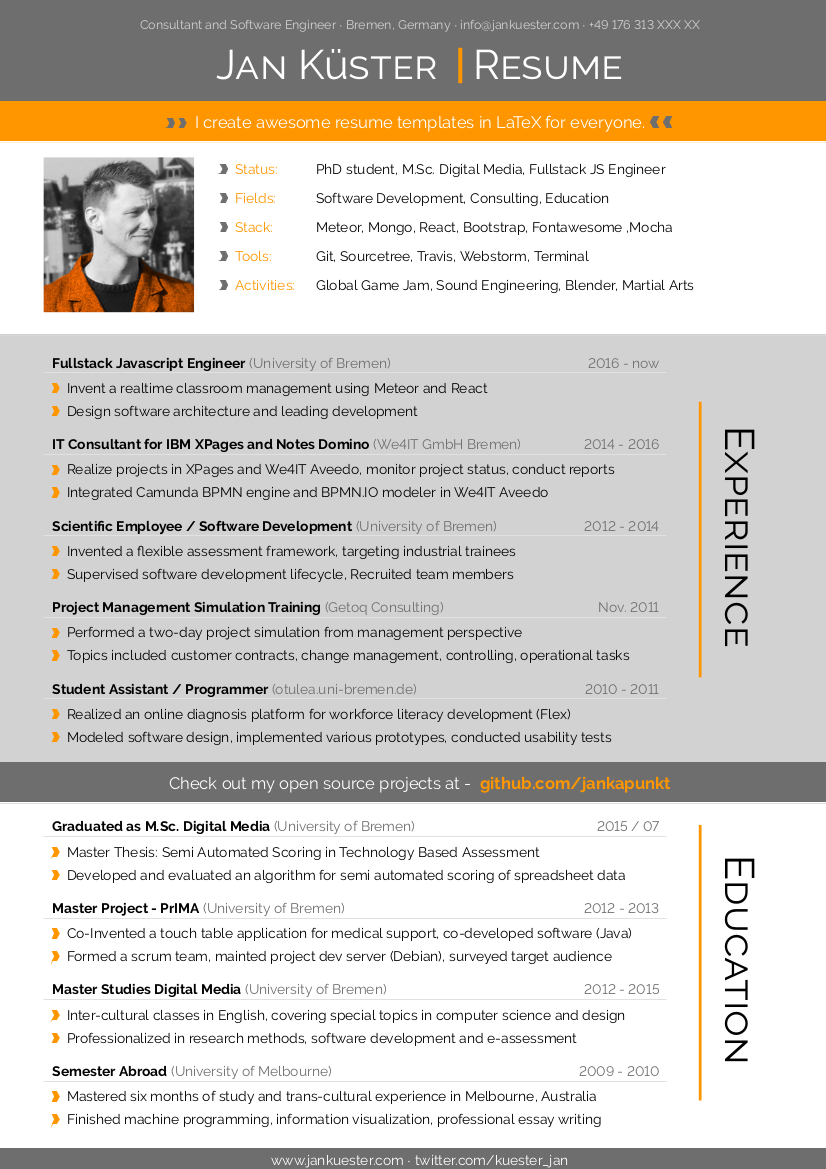 Consultant and Software Engineer · Bremen, Germany · info@jankuester.com · +49 176 313 XXX XX
Jan Küster | Resume
I create awesome resume templates in LaTeX for everyone.
Status: PhD student, M.Sc. Digital Media, Fullstack JS Engineer
Fields: Software Development, Consulting, Education
Stack: Meteor, Mongo, React, Bootstrap, Fontawesome ,Mocha
Tools: Git, Sourcetree, Travis, Webstorm, Terminal
Activities: Global Game Jam, Sound Engineering, Blender, Martial Arts
Experience
Fullstack Javascript Engineer (University of Bremen) 2016 - now
Invent a realtime classroom management using Meteor and React
Design software architecture and leading development
IT Consultant for IBM XPages and Notes Domino (We4IT GmbH Bremen) 2014 - 2016
Realize projects in XPages and We4IT Aveedo, monitor project status, conduct reports
Integrated Camunda BPMN engine and BPMN.IO modeler in We4IT Aveedo
Scientific Employee / Software Development (University of Bremen) 2012 - 2014
Invented a flexible assessment framework, targeting industrial trainees
Supervised software development lifecycle, Recruited team members
Project Management Simulation Training (Getoq Consulting) Nov. 2011
Performed a two-day project simulation from management perspective
Topics included customer contracts, change management, controlling, operational tasks
Student Assistant / Programmer (otulea.uni-bremen.de) 2010 - 2011
Realized an online diagnosis platform for workforce literacy development (Flex)
Modeled software design, implemented various prototypes, conducted usability tests
Check out my open source projects at - github.com/jankapunkt
Education
Graduated as M.Sc. Digital Media (University of Bremen) 2015 / 07
Master Thesis: Semi Automated Scoring in Technology Based Assessment
Developed and evaluated an algorithm for semi automated scoring of spreadsheet data
Master Project - PrIMA (University of Bremen) 2012 - 2013
Co-Invented a touch table application for medical support, co-developed software (Java)
Formed a scrum team, mainted project dev server (Debian), surveyed target audience
Master Studies Digital Media (University of Bremen) 2012 - 2015
Inter-cultural classes in English, covering special topics in computer science and design
Professionalized in research methods, software development and e-assessment
Semester Abroad (University of Melbourne) 2009 - 2010
Mastered six months of study and trans-cultural experience in Melbourne, Australia
Finished machine programming, information visualization, professional essay writing
www.jankuester.com · twitter.com/kuester_jan